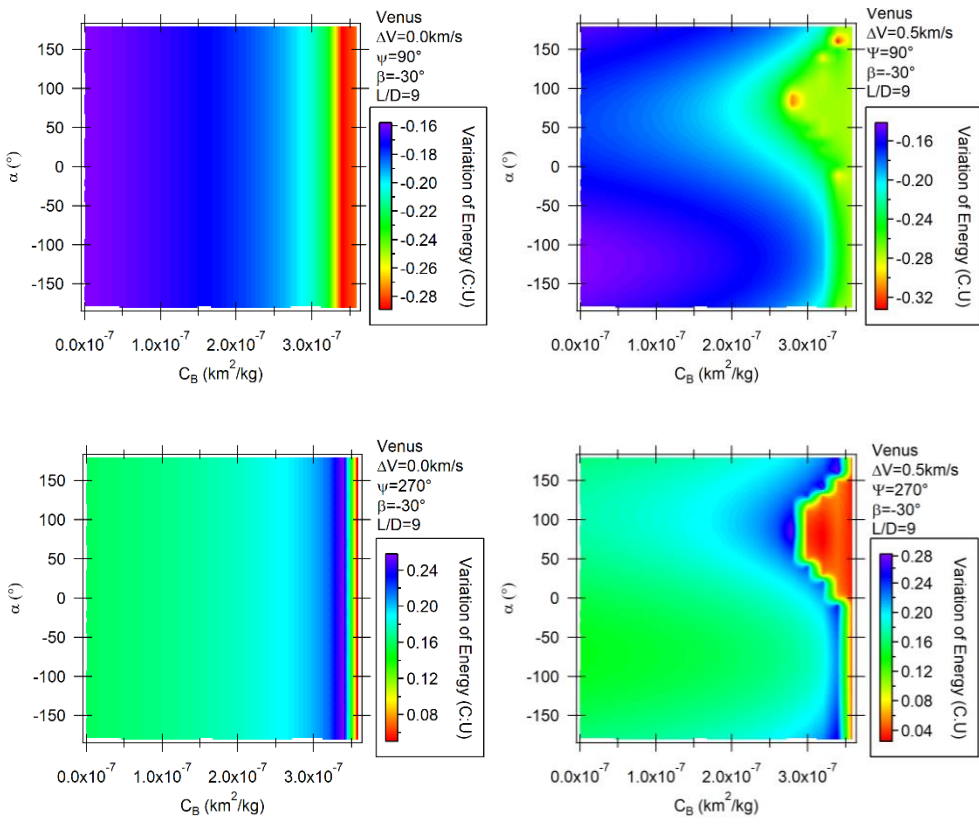 Venus
ΔV=0.0km/s
ψ=90°
β=-30°
L/D=9
150
100
50
0
-50
-100
-150
α (°)
0.0x10⁻⁷
1.0x10⁻⁷
2.0x10⁻⁷
3.0x10⁻⁷
C_B (km²/kg)
-0.16
-0.18
-0.20
-0.22
-0.24
-0.26
-0.28
Variation of Energy (C:U)
Venus
ΔV=0.5km/s
Ψ=90°
β=-30°
L/D=9
150
100
50
0
-50
-100
-150
α (°)
0.0x10⁻⁷
1.0x10⁻⁷
2.0x10⁻⁷
3.0x10⁻⁷
C_B (km²/kg)
-0.16
-0.20
-0.24
-0.28
-0.32
Variation of Energy (C:U)
Venus
ΔV=0.0km/s
ψ=270°
β=-30°
L/D=9
150
100
50
0
-50
-100
-150
α (°)
0.0x10⁻⁷
1.0x10⁻⁷
2.0x10⁻⁷
3.0x10⁻⁷
C_B (km²/kg)
0.24
0.20
0.16
0.12
0.08
Variation of Energy (C:U)
Venus
ΔV=0.5km/s
Ψ=270°
β=-30°
L/D=9
150
100
50
0
-50
-100
-150
α (°)
0.0x10⁻⁷
1.0x10⁻⁷
2.0x10⁻⁷
3.0x10⁻⁷
C_B (km²/kg)
0.28
0.24
0.20
0.16
0.12
0.08
0.04
Variation of Energy (C:U)